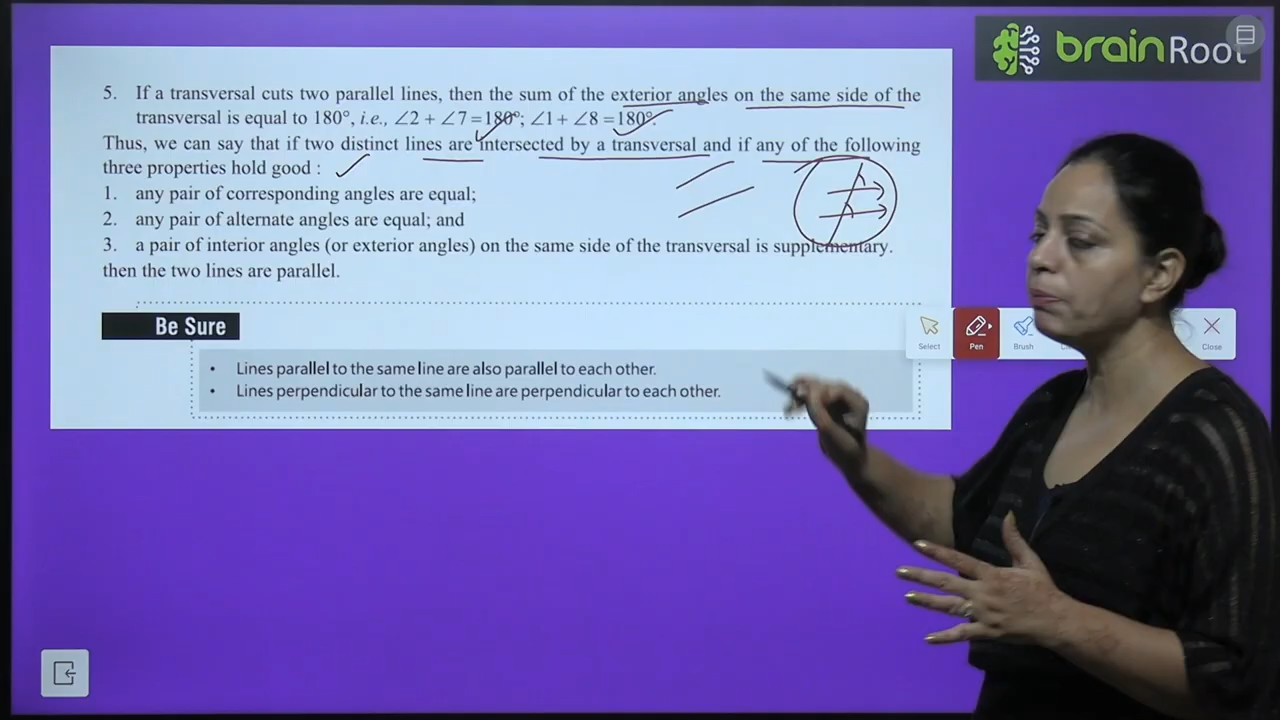 brainRoot
5. If a transversal cuts two parallel lines, then the sum of the exterior angles on the same side of the
transversal is equal to 180°, i.e., ∠2 + ∠7 = 180°; ∠1 + ∠8 = 180°.
Thus, we can say that if two distinct lines are intersected by a transversal and if any of the following
three properties hold good :
1. any pair of corresponding angles are equal;
2. any pair of alternate angles are equal; and
3. a pair of interior angles (or exterior angles) on the same side of the transversal is supplementary.
then the two lines are parallel.
Be Sure
• Lines parallel to the same line are also parallel to each other.
• Lines perpendicular to the same line are perpendicular to each other.
Select Pen Brush Close